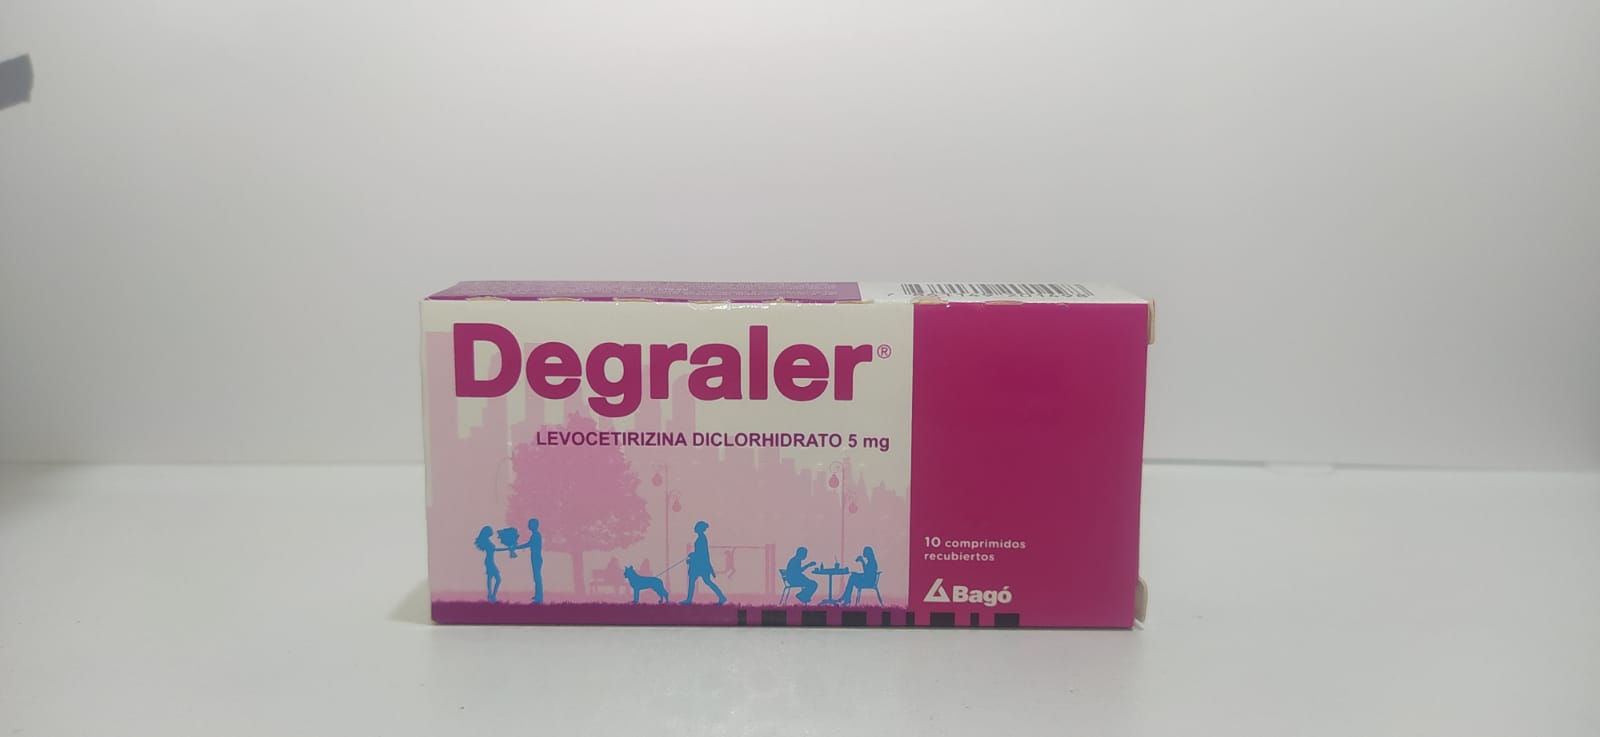 Degraler®
LEVOCETIRIZINA DICLORHIDRATO 5 mg
10 comprimidos
recubiertos
Bagó